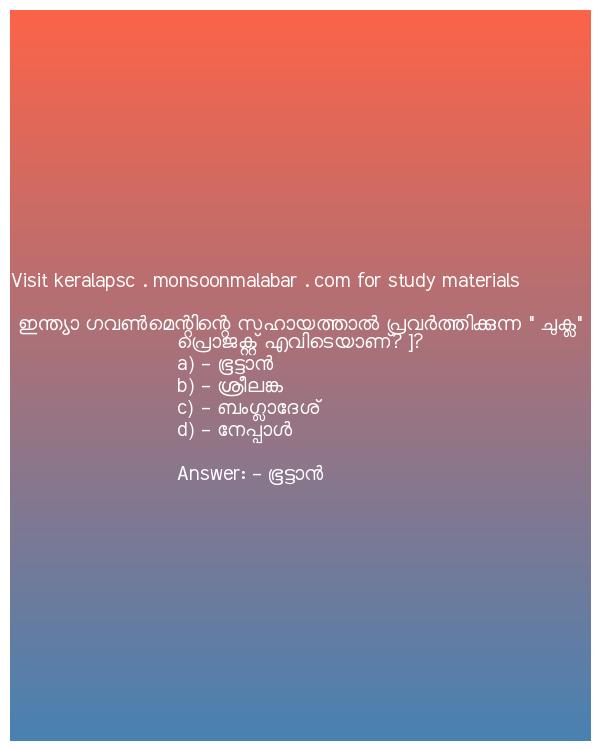 Visit keralapsc . monsoonmalabar . com for study materials
ഇന്ത്യാ ഗവൺമെന്റിന്റെ സഹായത്താൽ പ്രവർത്തിക്കുന്ന " ചുക്ല"
പ്രൊജക്റ്റ് എവിടെയാണ? ]?
a) – ഭൂട്ടാൻ
b) – ശ്രീലങ്ക
c) – ബംഗ്ലാദേശ്
d) – നേപ്പാൾ
Answer: – ഭൂട്ടാൻ